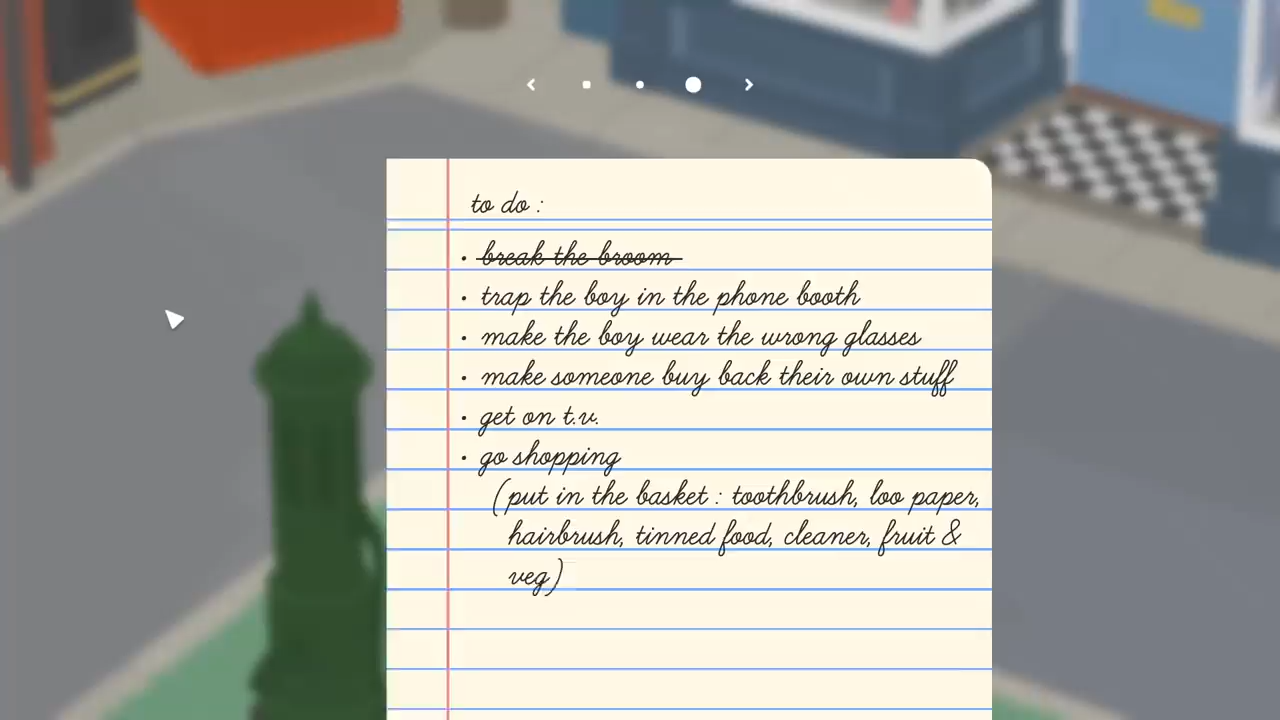 to do :
• break the broom
• trap the boy in the phone booth
• make the boy wear the wrong glasses
• make someone buy back their own stuff
• get on t.v.
• go shopping
(put in the basket : toothbrush, loo paper,
hairbrush, tinned food, cleaner, fruit &
veg)